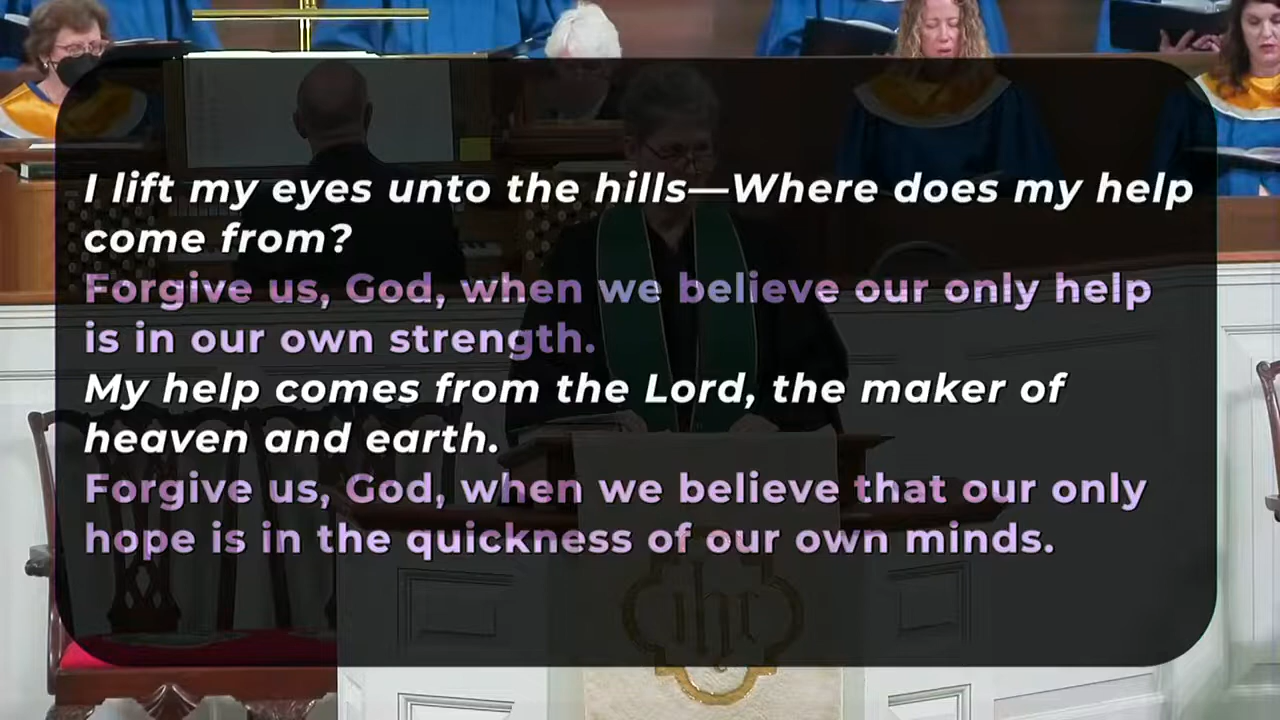 I lift my eyes unto the hills—Where does my help
come from?
Forgive us, God, when we believe our only help
is in our own strength.
My help comes from the Lord, the maker of
heaven and earth.
Forgive us, God, when we believe that our only
hope is in the quickness of our own minds.
ihc